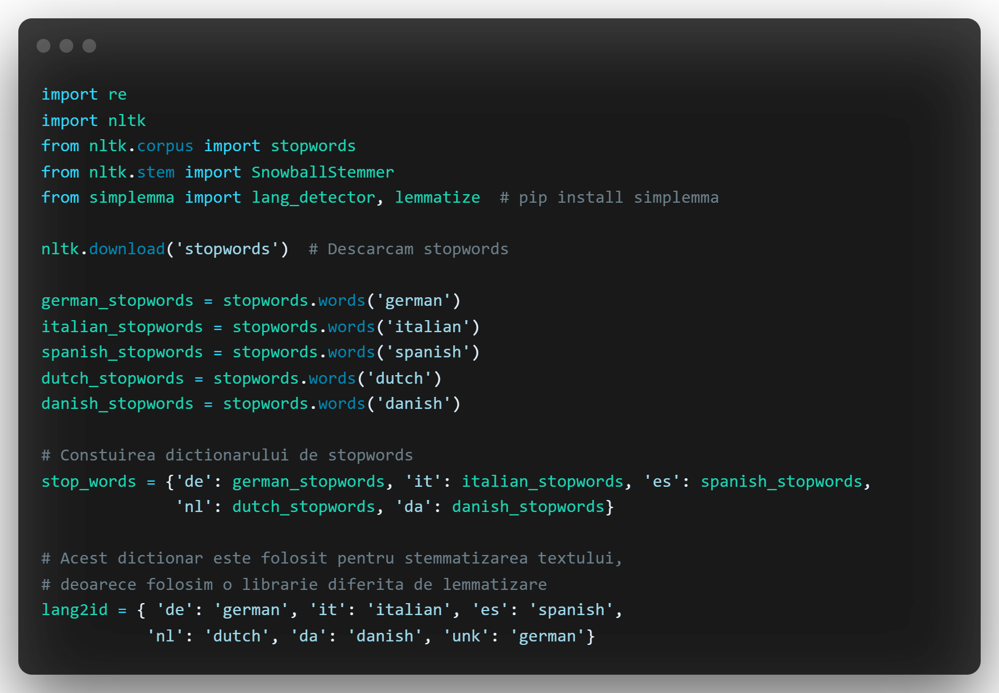 import re
import nltk
from nltk.corpus import stopwords
from nltk.stem import SnowballStemmer
from simplemma import lang_detector, lemmatize  # pip install simplemma
nltk.download('stopwords')  # Descarcam stopwords
german_stopwords = stopwords.words('german')
italian_stopwords = stopwords.words('italian')
spanish_stopwords = stopwords.words('spanish')
dutch_stopwords = stopwords.words('dutch')
danish_stopwords = stopwords.words('danish')
# Constuirea dictionarului de stopwords
stop_words = {'de': german_stopwords, 'it': italian_stopwords, 'es': spanish_stopwords,
              'nl': dutch_stopwords, 'da': danish_stopwords}
# Acest dictionar este folosit pentru stemmatizarea textului,
# deoarece folosim o librarie diferita de lemmatizare
lang2id = { 'de': 'german', 'it': 'italian', 'es': 'spanish',
           'nl': 'dutch', 'da': 'danish', 'unk': 'german'}